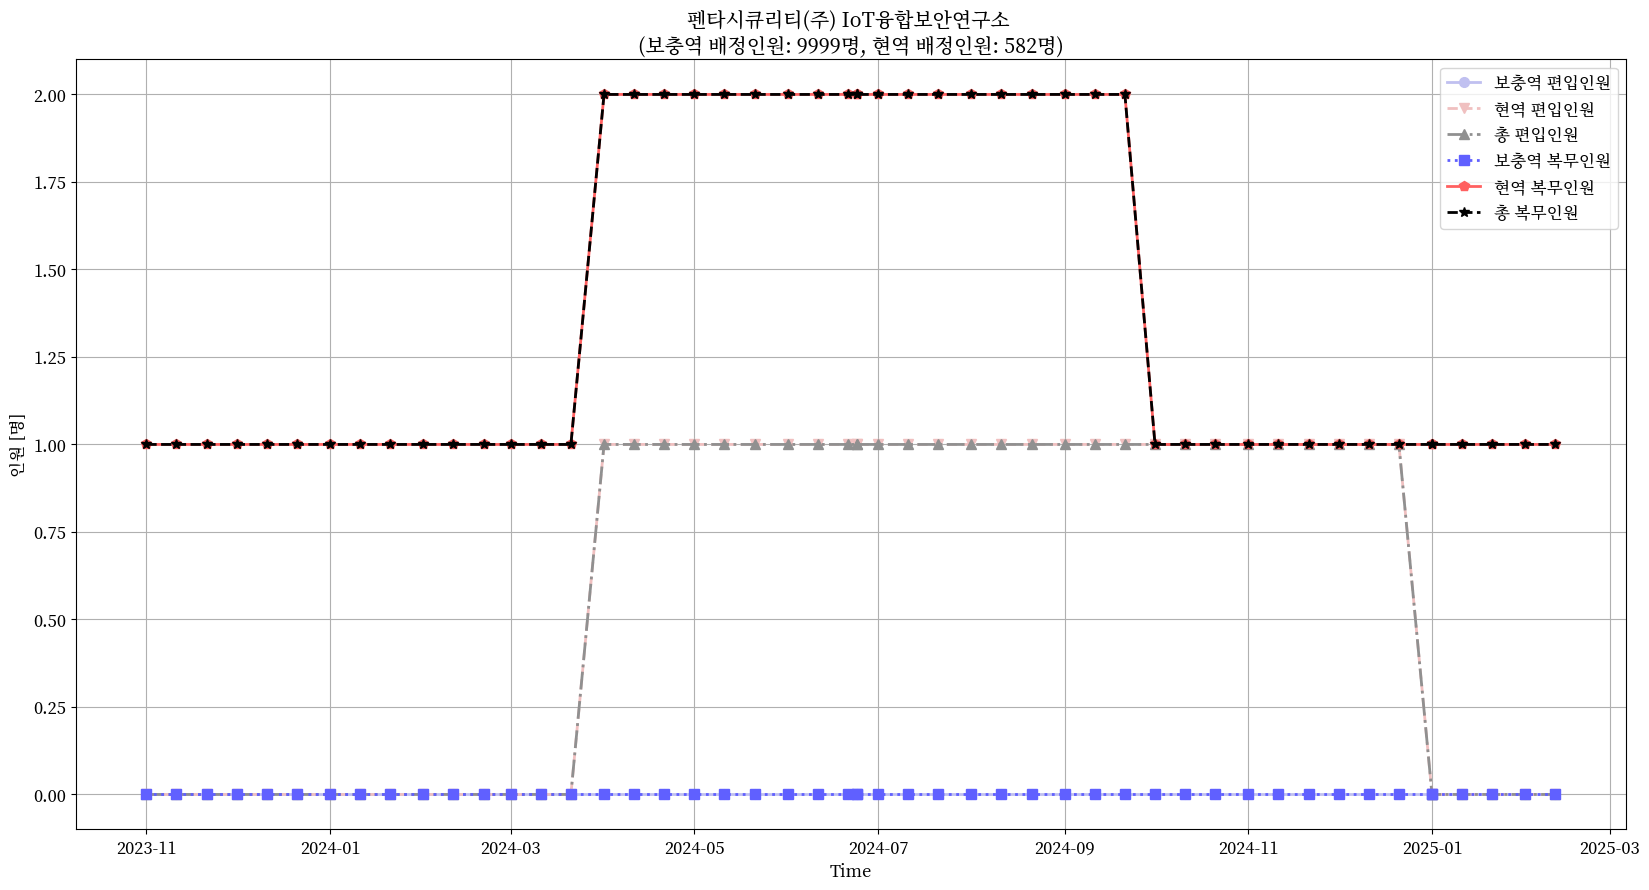 펜타시큐리티(주) IoT융합보안연구소
(보충역 배정인원: 9999명, 현역 배정인원: 582명)
2.00
1.75
1.50
1.25
1.00
0.75
0.50
0.25
0.00
인원 [명]
보충역 편입인원
현역 편입인원
총 편입인원
보충역 복무인원
현역 복무인원
총 복무인원
2023-11 2024-01 2024-03 2024-05 2024-07 2024-09 2024-11 2025-01 2025-03
Time